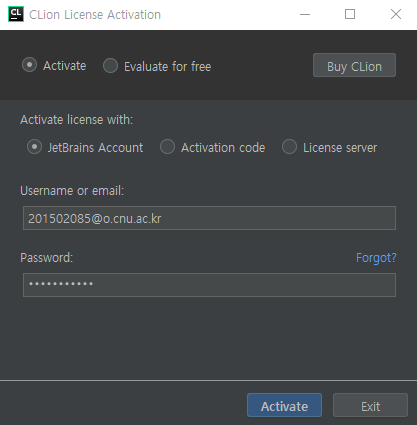 CL CLion License Activation
Activate Evaluate for free Buy CLion
Activate license with:
JetBrains Account Activation code License server
Username or email:
201502085@o.cnu.ac.kr
Password: Forgot?
•••••••••••
Activate Exit